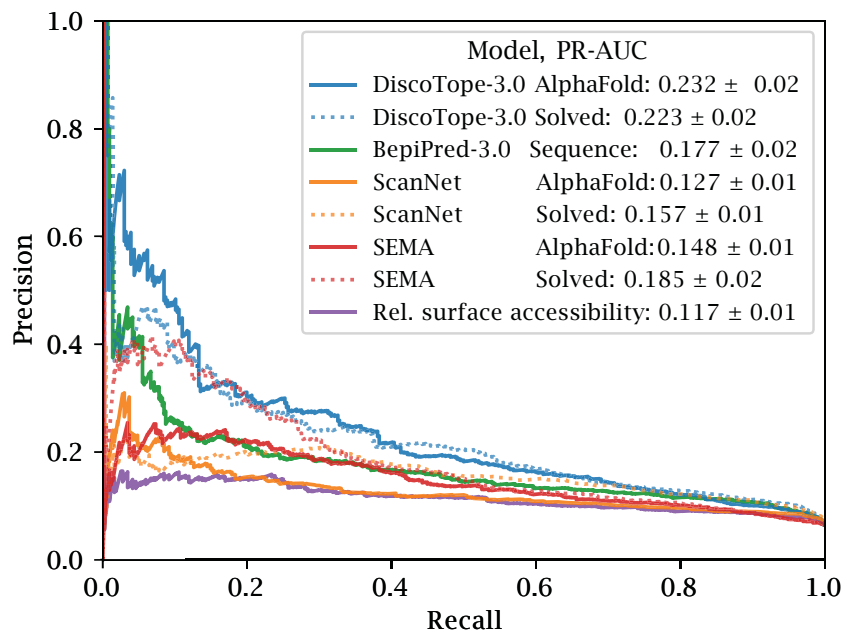 Model, PR-AUC
DiscoTope-3.0 AlphaFold: 0.232 ± 0.02
DiscoTope-3.0 Solved: 0.223 ± 0.02
BepiPred-3.0 Sequence: 0.177 ± 0.02
ScanNet AlphaFold: 0.127 ± 0.01
ScanNet Solved: 0.157 ± 0.01
SEMA AlphaFold: 0.148 ± 0.01
SEMA Solved: 0.185 ± 0.02
Rel. surface accessibility: 0.117 ± 0.01
Precision
1.0
0.8
0.6
0.4
0.2
0.0
0.0 0.2 0.4 0.6 0.8 1.0
Recall